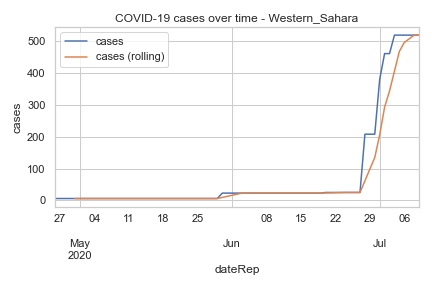 COVID-19 cases over time - Western_Sahara
cases
cases (rolling)
500
400
300
200
100
0
cases
27 04 11 18 25 08 15 22 29 06
May Jun Jul
2020
dateRep